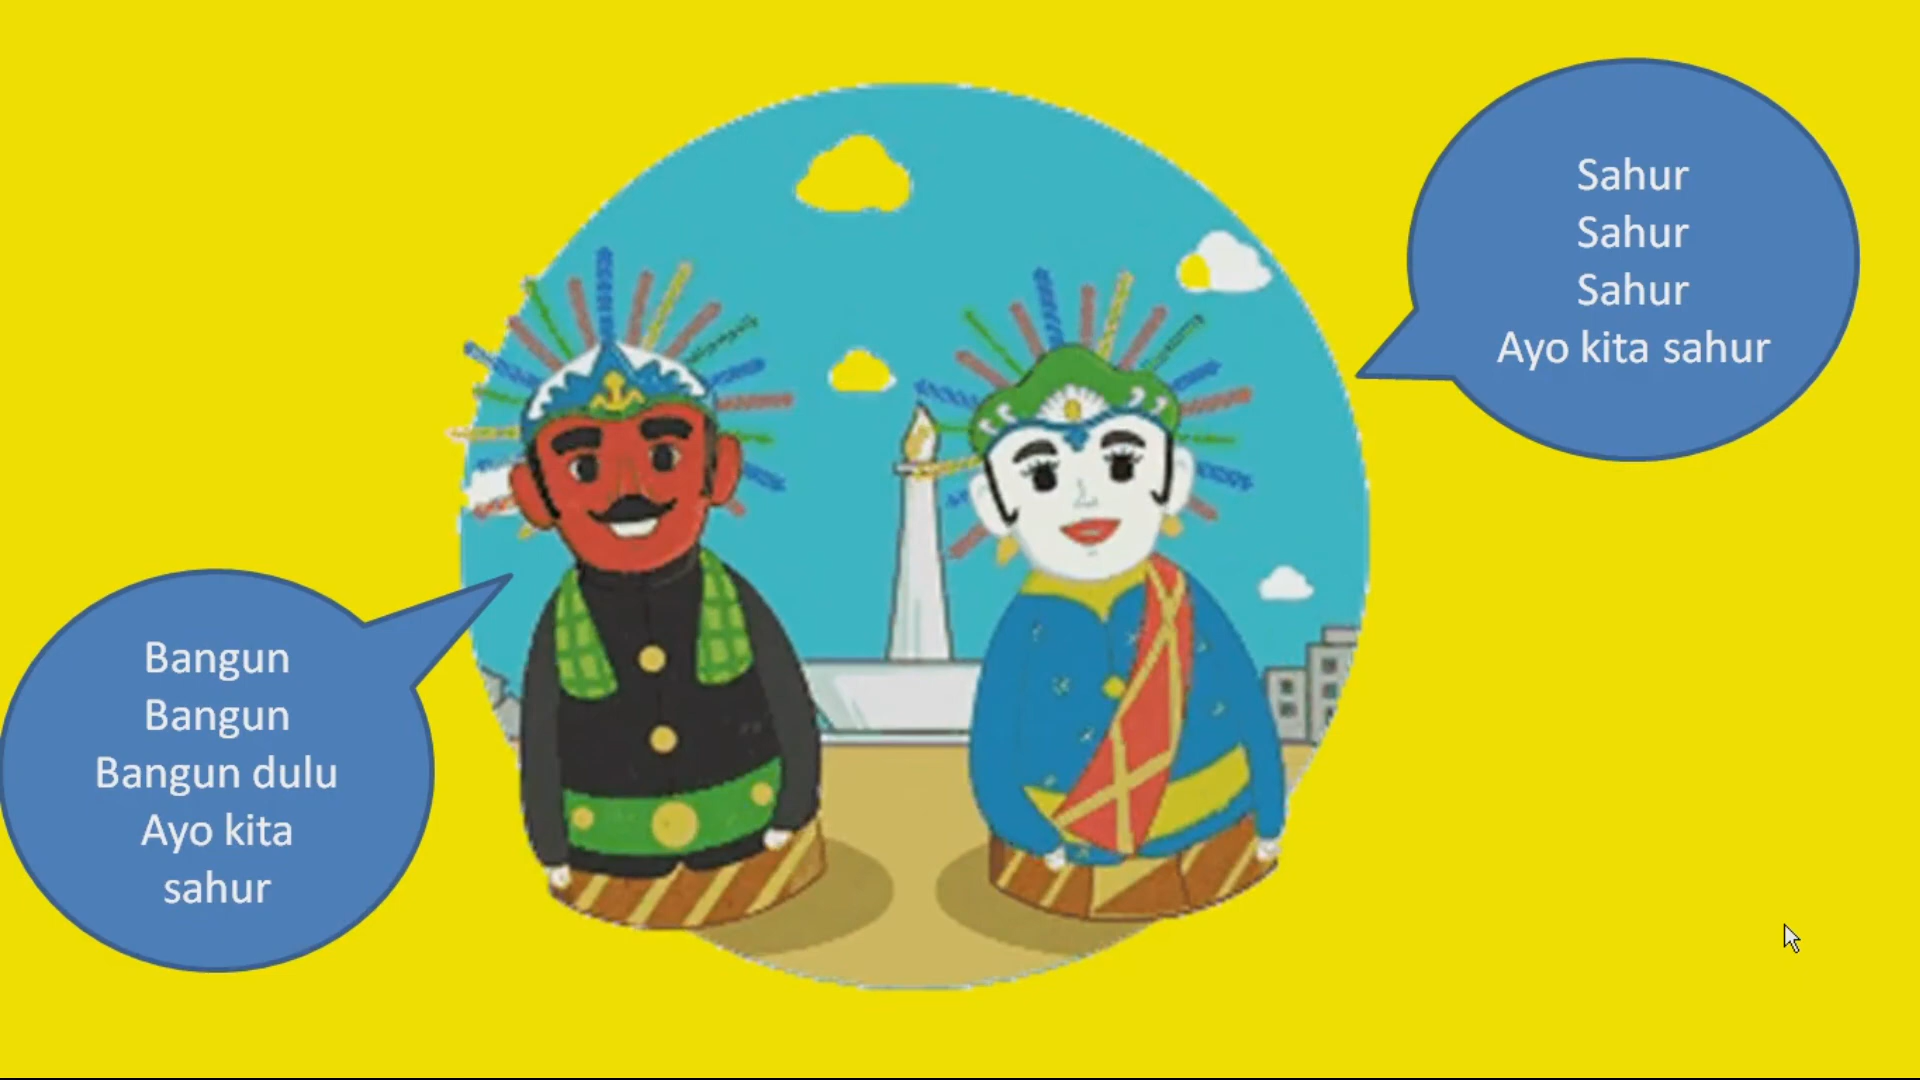 Sahur
Sahur
Sahur
Ayo kita sahur
Bangun
Bangun
Bangun dulu
Ayo kita
sahur